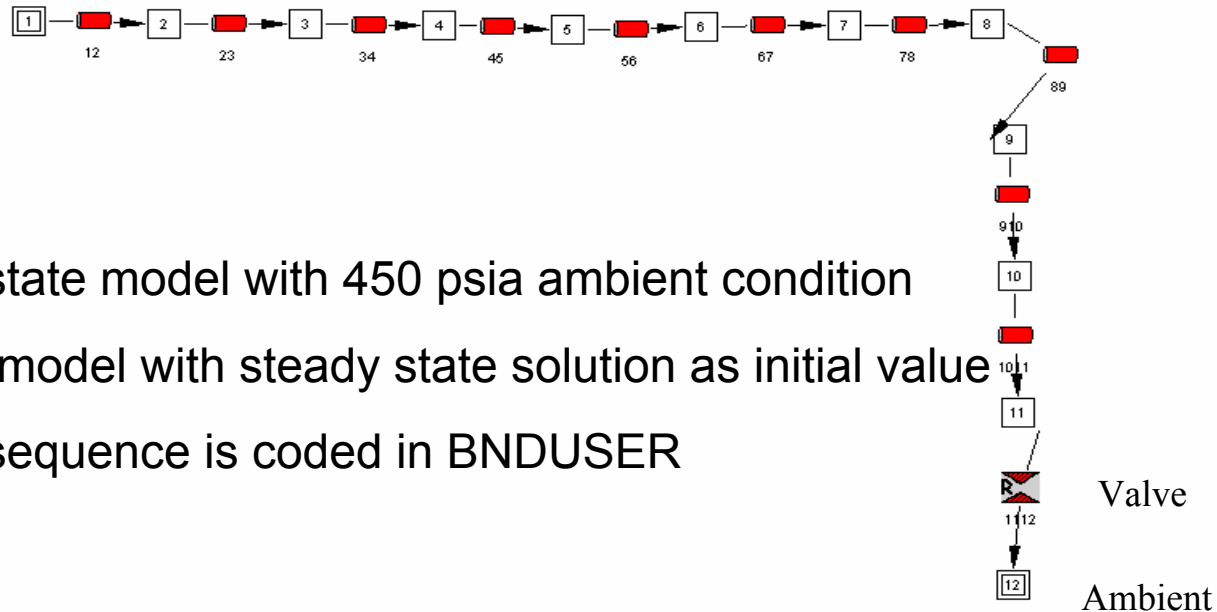 1 2 3 4 5 6 7 8
12 23 34 45 56 67 78
89
9
910
state model with 450 psia ambient condition
10
model with steady state solution as initial value
1011
11
sequence is coded in BNDUSER
R
Valve
1112
12
Ambient